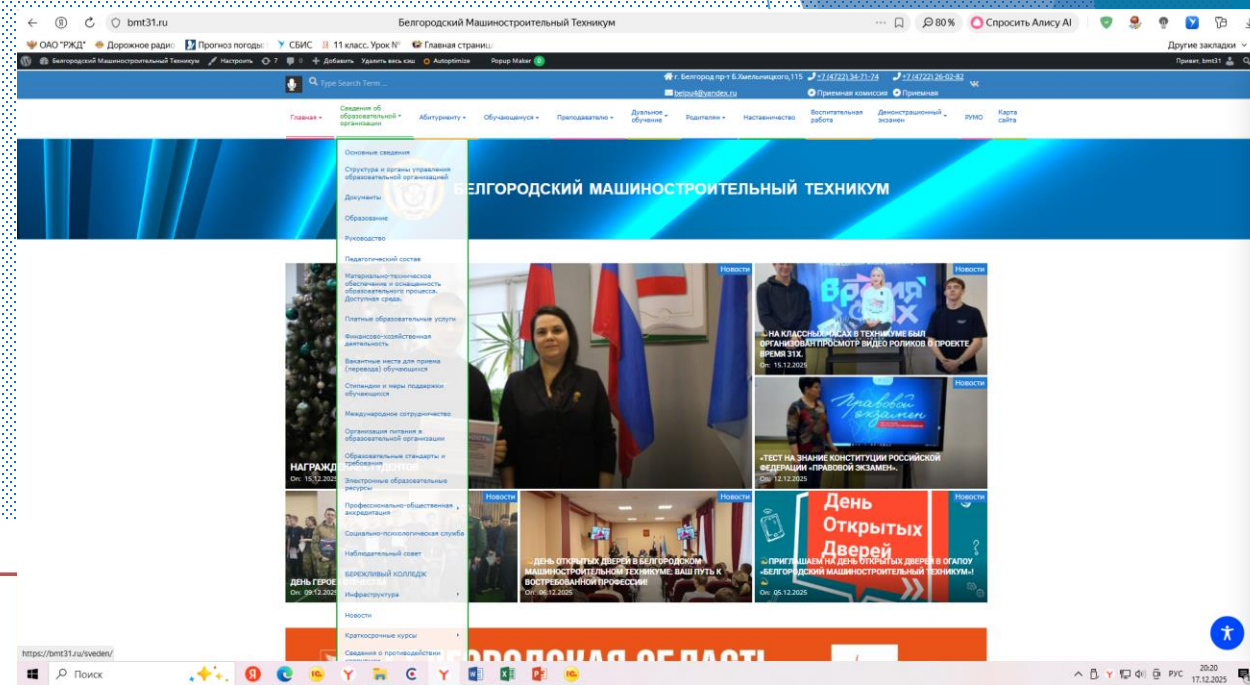 bmt31.ru
Белгородский Машиностроительный Техникум
80 %
Спросить Алису AI
ОАО "РЖД"
Дорожное радио
Прогноз погоды:
СБИС
11 класс. Урок №
Главная страниц
Другие закладки
Белгородский Машиностроительный Техникум
Настроить
7
0
Добавить
Удалить весь кэш
Autoptimize
Popup Maker
Привет, bmt31
Type Search Term ...
г. Белгород пр-т Б.Хмельницкого,115
+7 (4722) 34-71-74
+7 (4722) 26-02-82
belpu4@yandex.ru
Приемная комиссия
Приемная
Главная
Сведения об
образовательной
организации
Абитуриенту
Обучающемуся
Преподавателю
Дуальное
обучение
Родителям
Наставничество
Воспитательная
работа
Демонстрационный
экзамен
РУМО
Карта
сайта
БЕЛГОРОДСКИЙ МАШИНОСТРОИТЕЛЬНЫЙ ТЕХНИКУМ
Основные сведения
Структура и органы управления
образовательной организацией
Документы
Образование
Руководство
Педагогический состав
Материально-техническое
обеспечение и оснащенность
образовательного процесса.
Доступная среда.
Платные образовательные услуги
Финансово-хозяйственная
деятельность
Вакантные места для приема
(перевода) обучающихся
Стипендии и меры поддержки
обучающихся
Международное сотрудничество
Организация питания в
образовательной организации
Образовательные стандарты и
требования
Электронные образовательные
ресурсы
Профессионально-общественная
аккредитация
Социально-психологическая служба
Наблюдательный совет
БЕРЕЖЛИВЫЙ КОЛЛЕДЖ
Инфраструктура
Новости
Краткосрочные курсы
Сведения о противодействии
Новости
On: 15.12.2025
Новости
Время
НА КЛАССНЫХ ЧАСАХ В ТЕХНИКУМЕ БЫЛ
ОРГАНИЗОВАН ПРОСМОТР ВИДЕО РОЛИКОВ О ПРОЕКТЕ
ВРЕМЯ 31Х.
On: 15.12.2025
Новости
Правовой
экзамен
«ТЕСТ НА ЗНАНИЕ КОНСТИТУЦИИ РОССИЙСКОЙ
ФЕДЕРАЦИИ «ПРАВОВОЙ ЭКЗАМЕН».
On: 12.12.2025
Новости
ДЕНЬ ГЕРОЕ
On: 09.12.2025
Новости
ДЕНЬ ОТКРЫТЫХ ДВЕРЕЙ В БЕЛГОРОДСКОМ
МАШИНОСТРОИТЕЛЬНОМ ТЕХНИКУМЕ: ВАШ ПУТЬ К
ВОСТРЕБОВАННОЙ ПРОФЕССИИ!
On: 06.12.2025
Новости
День
Открытых
Дверей
ПРИГЛАШАЕМ НА ДЕНЬ ОТКРЫТЫХ ДВЕРЕЙ В ОГАПОУ
«БЕЛГОРОДСКИЙ МАШИНОСТРОИТЕЛЬНЫЙ ТЕХНИКУМ»!
On: 05.12.2025
https://bmt31.ru/sveden/
Поиск
РУС
20:20
17.12.2025